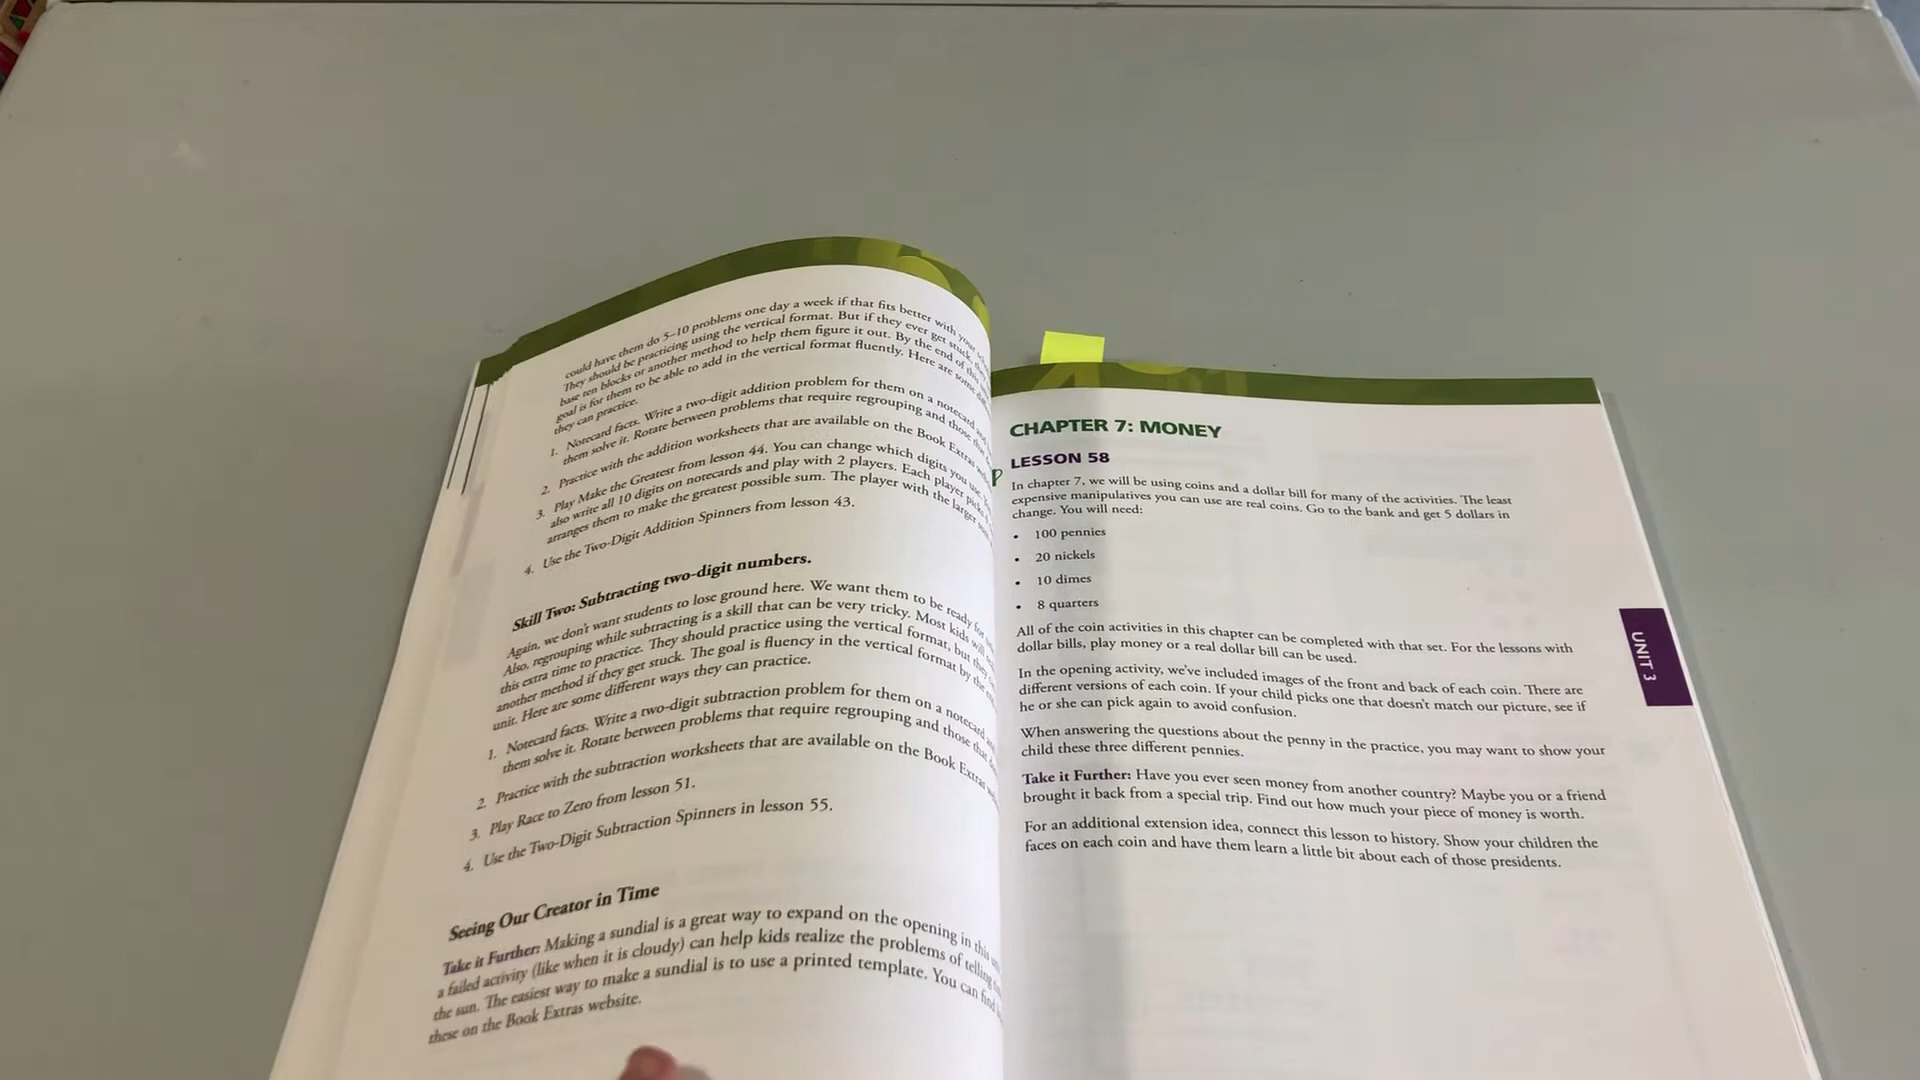 could have them do 5–10 problems one day a week if that fits better with your
They should be practicing using the vertical format. But if they ever get stuck,
base ten blocks or another method to help them figure it out. By the end of this
goal is for them to be able to add in the vertical format fluently. Here are some
they can practice.
1. Notecard facts. Write a two-digit addition problem for them on a notecard and
them solve it. Rotate between problems that require regrouping and those that
2. Practice with the addition worksheets that are available on the Book Extras
3. Play Make the Greatest from lesson 44. You can change which digits you use.
also write all 10 digits on notecards and play with 2 players. Each player picks
arranges them to make the greatest possible sum. The player with the larger
4. Use the Two-Digit Addition Spinners from lesson 43.
Skill Two: Subtracting two-digit numbers.
Again, we don't want students to lose ground here. We want them to be ready for
Also, regrouping while subtracting is a skill that can be very tricky. Most kids will
this extra time to practice. They should practice using the vertical format, but they
another method if they get stuck. The goal is fluency in the vertical format by the
unit. Here are some different ways they can practice.
1. Notecard facts. Write a two-digit subtraction problem for them on a notecard and
them solve it. Rotate between problems that require regrouping and those that
2. Practice with the subtraction worksheets that are available on the Book Extras
3. Play Race to Zero from lesson 51.
4. Use the Two-Digit Subtraction Spinners in lesson 55.
Seeing Our Creator in Time
Take it Further: Making a sundial is a great way to expand on the opening in this
a failed activity (like when it is cloudy) can help kids realize the problems of telling
the sun. The easiest way to make a sundial is to use a printed template. You can find
these on the Book Extras website.
CHAPTER 7: MONEY
LESSON 58
In chapter 7, we will be using coins and a dollar bill for many of the activities. The least
expensive manipulatives you can use are real coins. Go to the bank and get 5 dollars in
change. You will need:
• 100 pennies
• 20 nickels
• 10 dimes
• 8 quarters
All of the coin activities in this chapter can be completed with that set. For the lessons with
dollar bills, play money or a real dollar bill can be used.
In the opening activity, we've included images of the front and back of each coin. There are
different versions of each coin. If your child picks one that doesn't match our picture, see if
he or she can pick again to avoid confusion.
When answering the questions about the penny in the practice, you may want to show your
child these three different pennies.
Take it Further: Have you ever seen money from another country? Maybe you or a friend
brought it back from a special trip. Find out how much your piece of money is worth.
For an additional extension idea, connect this lesson to history. Show your children the
faces on each coin and have them learn a little bit about each of those presidents.
UNIT 3